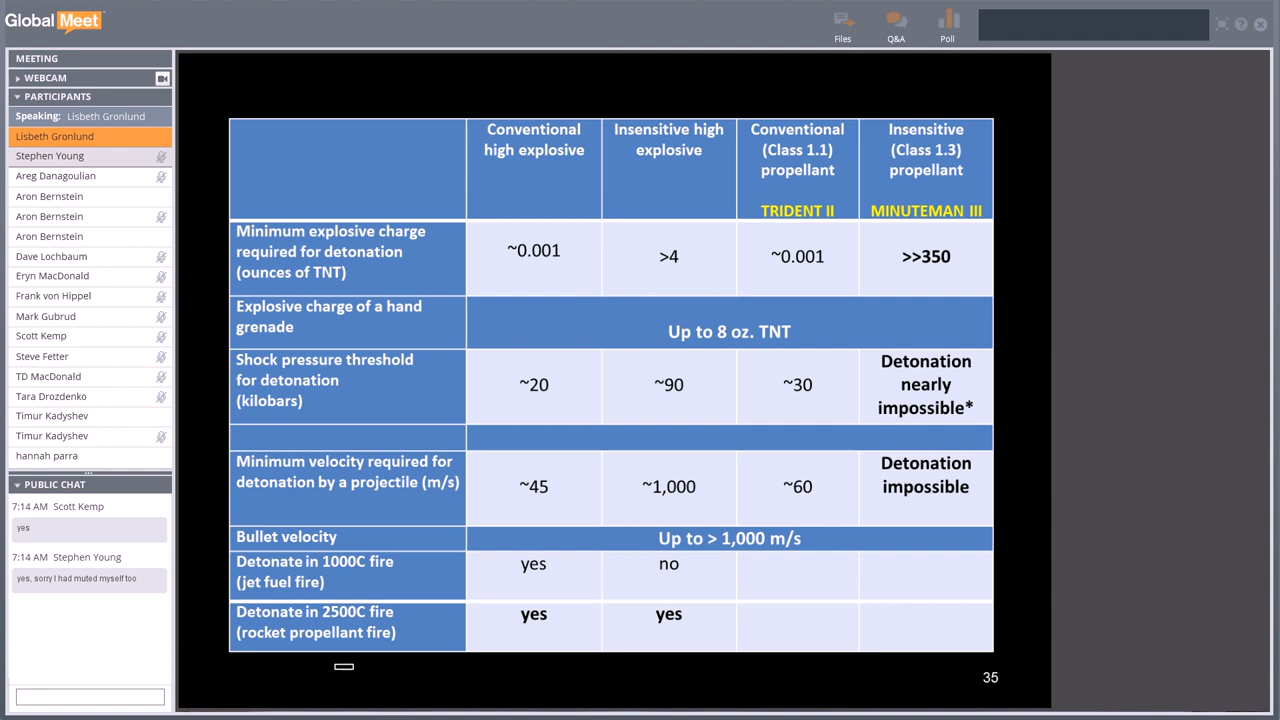 Global Meet
Files
Q&A
Poll
MEETING
WEBCAM
PARTICIPANTS
Speaking: Lisbeth Gronlund
Lisbeth Gronlund
Stephen Young
Areg Danagoulian
Aron Bernstein
Aron Bernstein
Aron Bernstein
Dave Lochbaum
Eryn MacDonald
Frank von Hippel
Mark Gubrud
Scott Kemp
Steve Fetter
TD MacDonald
Tara Drozdenko
Timur Kadyshev
Timur Kadyshev
hannah parra
PUBLIC CHAT
7:14 AM Scott Kemp
yes
7:14 AM Stephen Young
yes, sorry I had muted myself too
Conventional
high explosive
Insensitive high
explosive
Conventional
(Class 1.1)
propellant
TRIDENT II
Insensitive
(Class 1.3)
propellant
MINUTEMAN III
Minimum explosive charge
required for detonation
(ounces of TNT)
~0.001
>4
~0.001
>>350
Explosive charge of a hand
grenade
Up to 8 oz. TNT
Shock pressure threshold
for detonation
(kilobars)
~20
~90
~30
Detonation
nearly
impossible*
Minimum velocity required for
detonation by a projectile (m/s)
~45
~1,000
~60
Detonation
impossible
Bullet velocity
Up to > 1,000 m/s
Detonate in 1000C fire
(jet fuel fire)
yes
no
Detonate in 2500C fire
(rocket propellant fire)
yes
yes
35